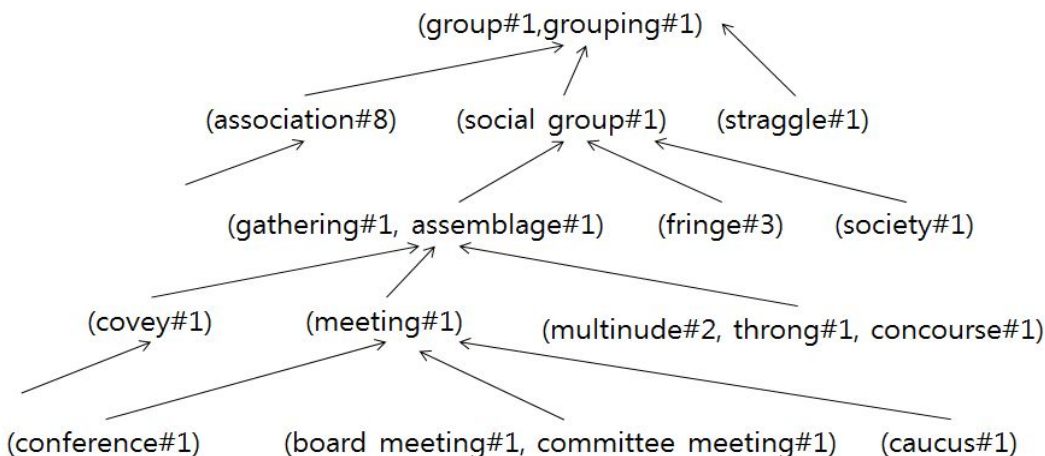 (group#1,grouping#1)
(association#8) (social group#1) (straggle#1)
(gathering#1, assemblage#1) (fringe#3) (society#1)
(covey#1) (meeting#1) (multinude#2, throng#1, concourse#1)
(conference#1) (board meeting#1, committee meeting#1) (caucus#1)